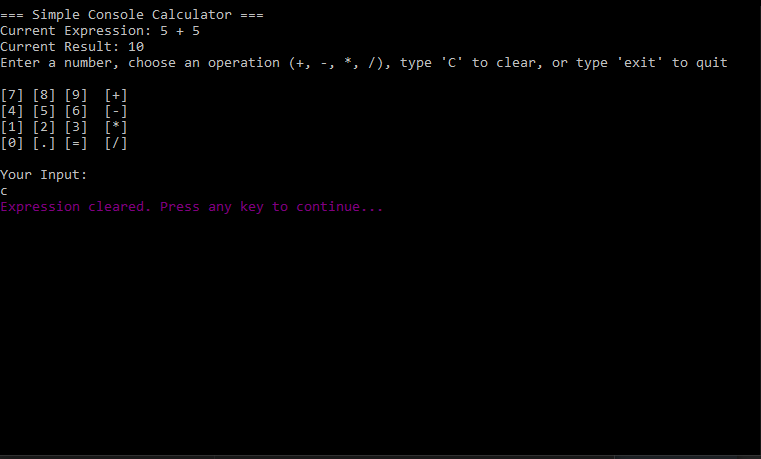 === Simple Console Calculator ===
Current Expression: 5 + 5
Current Result: 10
Enter a number, choose an operation (+, -, *, /), type 'C' to clear, or type 'exit' to quit
[7] [8] [9]  [+]
[4] [5] [6]  [-]
[1] [2] [3]  [*]
[0] [.] [=]  [/]
Your Input:
c
Expression cleared. Press any key to continue...